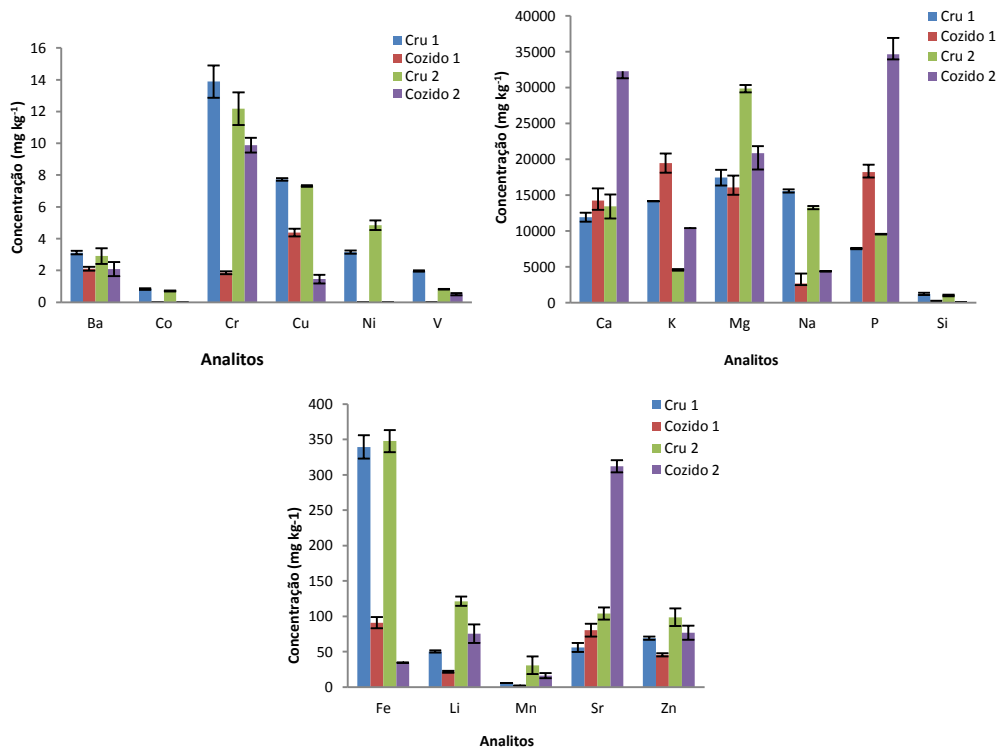 Cru 1
Cozido 1
Cru 2
Cozido 2
Concentração (mg kg⁻¹)
16
14
12
10
8
6
4
2
0
Ba Co Cr Cu Ni V
Analitos
Cru 1
Cozido 1
Cru 2
Cozido 2
Concentração (mg kg⁻¹)
40000
35000
30000
25000
20000
15000
10000
5000
0
Ca K Mg Na P Si
Analitos
Cru 1
Cozido 1
Cru 2
Cozido 2
Concentração (mg kg-1)
400
350
300
250
200
150
100
50
0
Fe Li Mn Sr Zn
Analitos